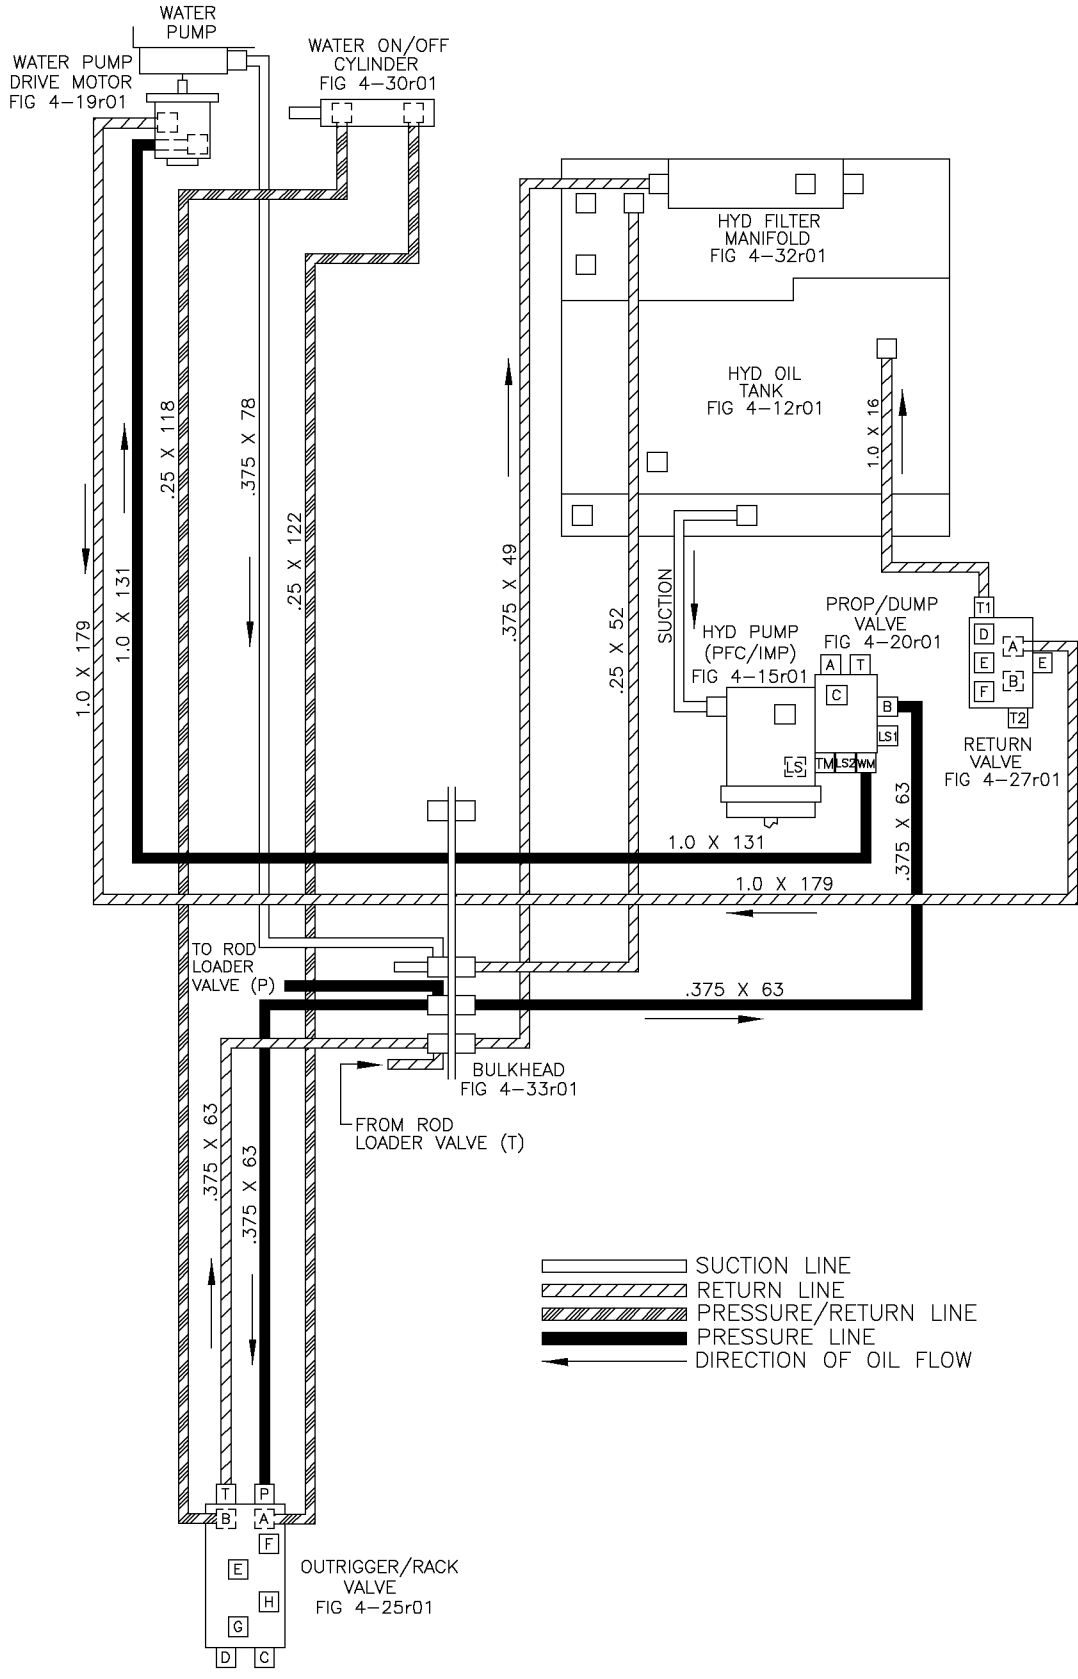 WATER
PUMP
WATER PUMP
DRIVE MOTOR
FIG 4-19r01
WATER ON/OFF
CYLINDER
FIG 4-30r01
HYD FILTER
MANIFOLD
FIG 4-32r01
HYD OIL
TANK
FIG 4-12r01
1.0 X 16
.25 X 118
.375 X 78
.25 X 122
1.0 X 131
1.0 X 179
.375 X 49
.25 X 52
SUCTION
HYD PUMP
(PFC/IMP)
FIG 4-15r01
PROP/DUMP
VALVE
FIG 4-20r01
A T
C
B
LS1
LS
TM LS2 WM
T1
D
A
E
E
B
F
T2
RETURN
VALVE
FIG 4-27r01
.375 X 63
1.0 X 131
1.0 X 179
TO ROD
LOADER
VALVE (P)
.375 X 63
BULKHEAD
FIG 4-33r01
FROM ROD
LOADER VALVE (T)
.375 X 63
.375 X 63
SUCTION LINE
RETURN LINE
PRESSURE/RETURN LINE
PRESSURE LINE
DIRECTION OF OIL FLOW
T P
B A
F
E
H
G
D C
OUTRIGGER/RACK
VALVE
FIG 4-25r01